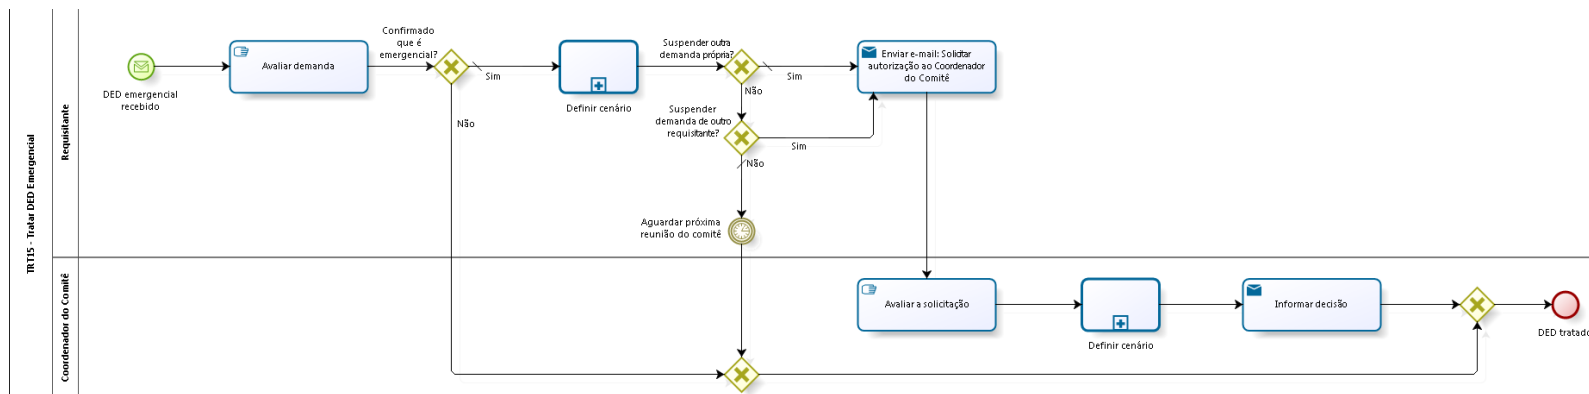 TRT15 - Tratar DED Emergencial
Requisitante
DED emergencial
recebido
Avaliar demanda
Confirmado
que é
emergencial?
Sim
Não
Definir cenário
Suspender outra
demanda própria?
Sim
Não
Suspender
demanda de outro
requisitante?
Sim
Não
Enviar e-mail: Solicitar
autorização ao Coordenador
do Comitê
Aguardar próxima
reunião do comitê
Coordenador do Comitê
Avaliar a solicitação
Definir cenário
Informar decisão
DED tratado